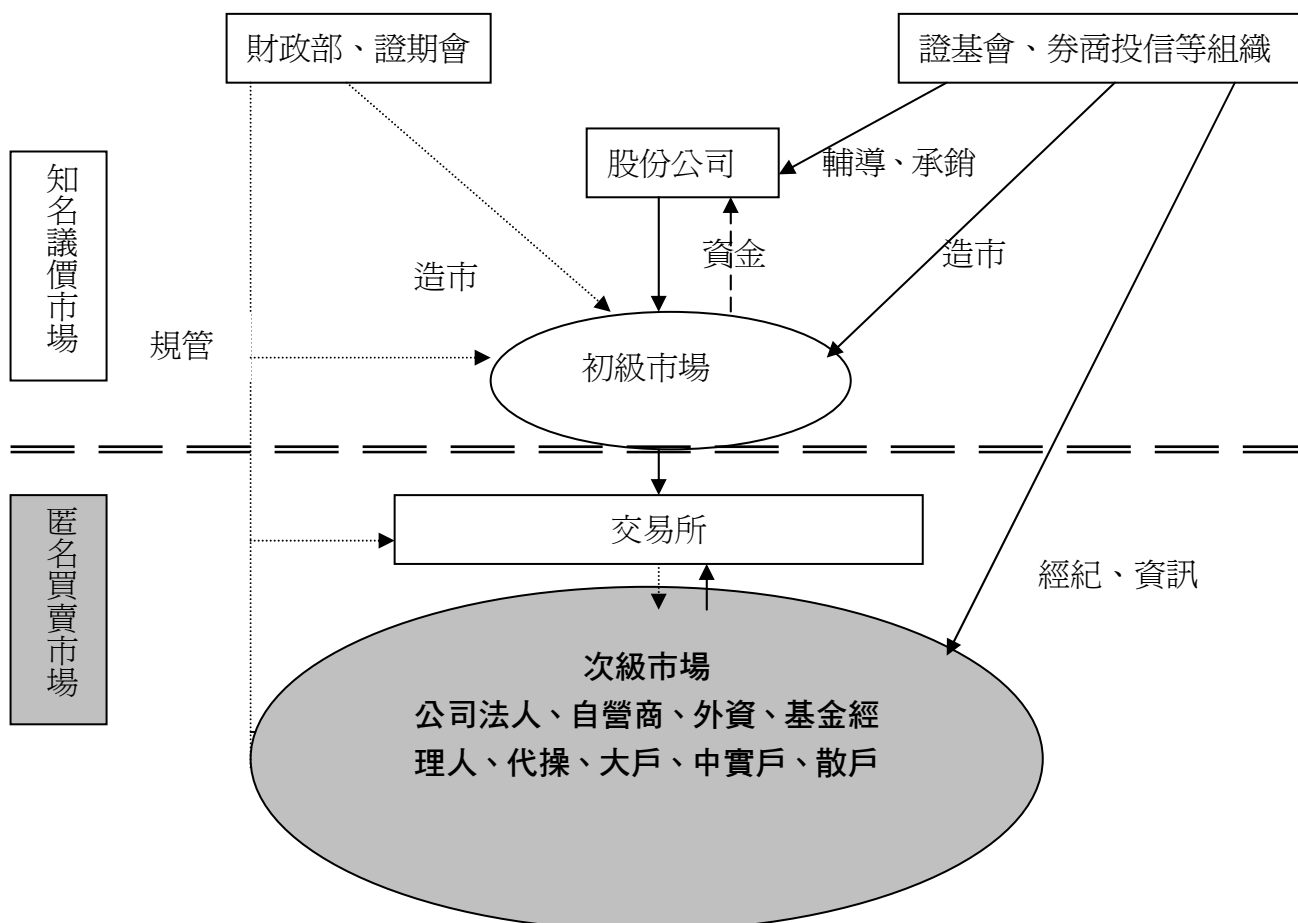 財政部、證期會
證基會、券商投信等組織
股份公司
輔導、承銷
知名議價市場
資金
造市
造市
規管
初級市場
匿名買賣市場
交易所
經紀、資訊
次級市場
公司法人、自營商、外資、基金經
理人、代操、大戶、中實戶、散戶